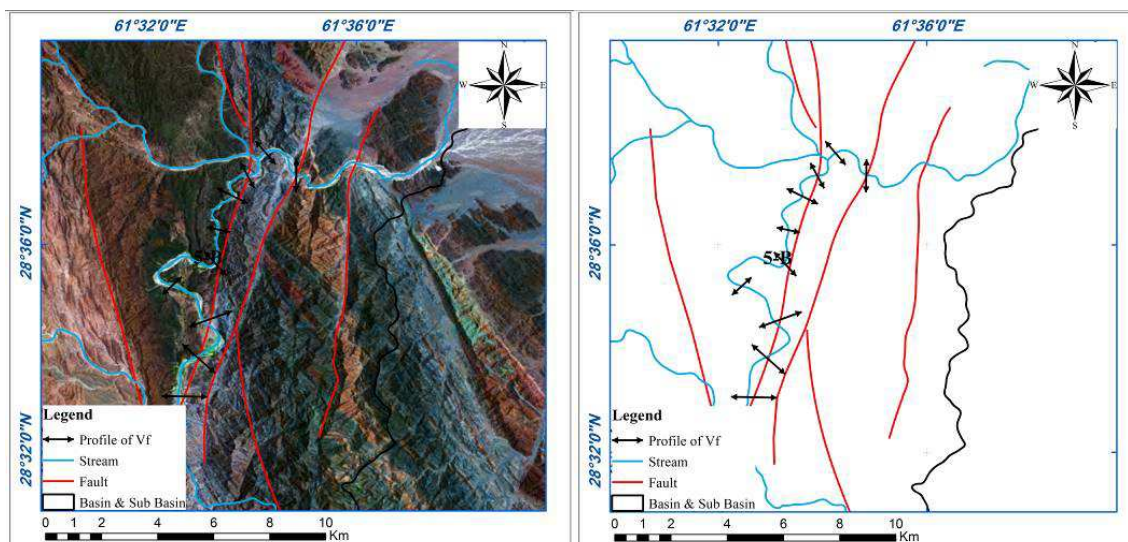 61°32'0"E 61°36'0"E
N
W E
S
28°36'0"N
5-B
28°32'0"N
Legend
Profile of Vf
Stream
Fault
Basin & Sub Basin
0 1 2 4 6 8 10
Km
61°32'0"E 61°36'0"E
N
W E
S
28°36'0"N
5-B
28°32'0"N
Legend
Profile of Vf
Stream
Fault
Basin & Sub Basin
0 1 2 4 6 8 10
Km